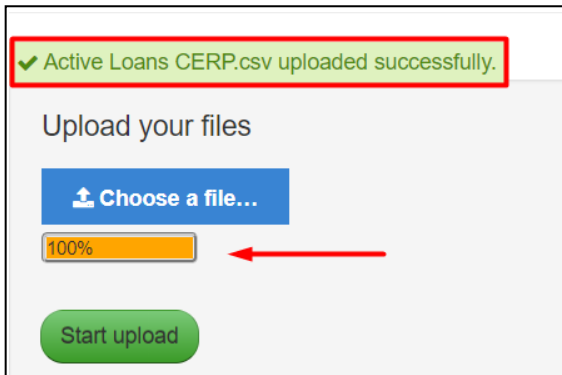 Active Loans CERP.csv uploaded successfully.
Upload your files
Choose a file...
100%
Start upload